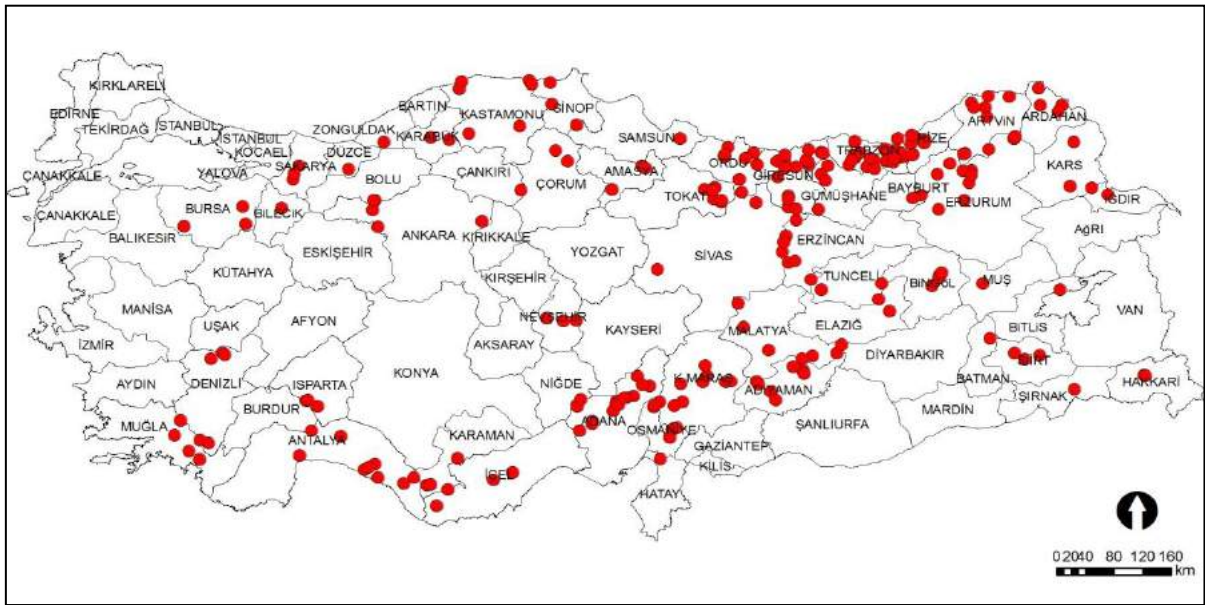 KIRKLARELİ
EDİRNE
TEKİRDAĞ
İSTANBUL
İSTANBUL
KOCAELİ
YALOVA
SAKARYA
DÜZCE
ZONGULDAK
BARTIN
KARABÜK
KASTAMONU
SİNOP
SAMSUN
ORDU
GİRESUN
TRABZON
RİZE
ARTVİN
ARDAHAN
ÇANAKKALE
ÇANAKKALE
BALIKESİR
BURSA
BİLECİK
BOLU
ÇANKIRI
ÇORUM
AMASYA
TOKAT
GÜMÜŞHANE
BAYBURT
ERZURUM
KARS
IĞDIR
AĞRI
KÜTAHYA
ESKİŞEHİR
ANKARA
KIRIKKALE
YOZGAT
SİVAS
ERZİNCAN
TUNCELİ
BİNGÖL
MUŞ
VAN
MANİSA
UŞAK
AFYON
KIRŞEHİR
NEVŞEHİR
KAYSERİ
MALATYA
ELAZIĞ
BİTLİS
İZMİR
AKSARAY
KONYA
DİYARBAKIR
SİİRT
BATMAN
AYDIN
DENİZLİ
ISPARTA
BURDUR
NİĞDE
K.MARAŞ
ADIYAMAN
ŞIRNAK
HAKKARİ
MARDİN
MUĞLA
ANTALYA
KARAMAN
ADANA
OSMANİYE
GAZİANTEP
ŞANLIURFA
KİLİS
İÇEL
HATAY
0 20 40 80 120 160
km